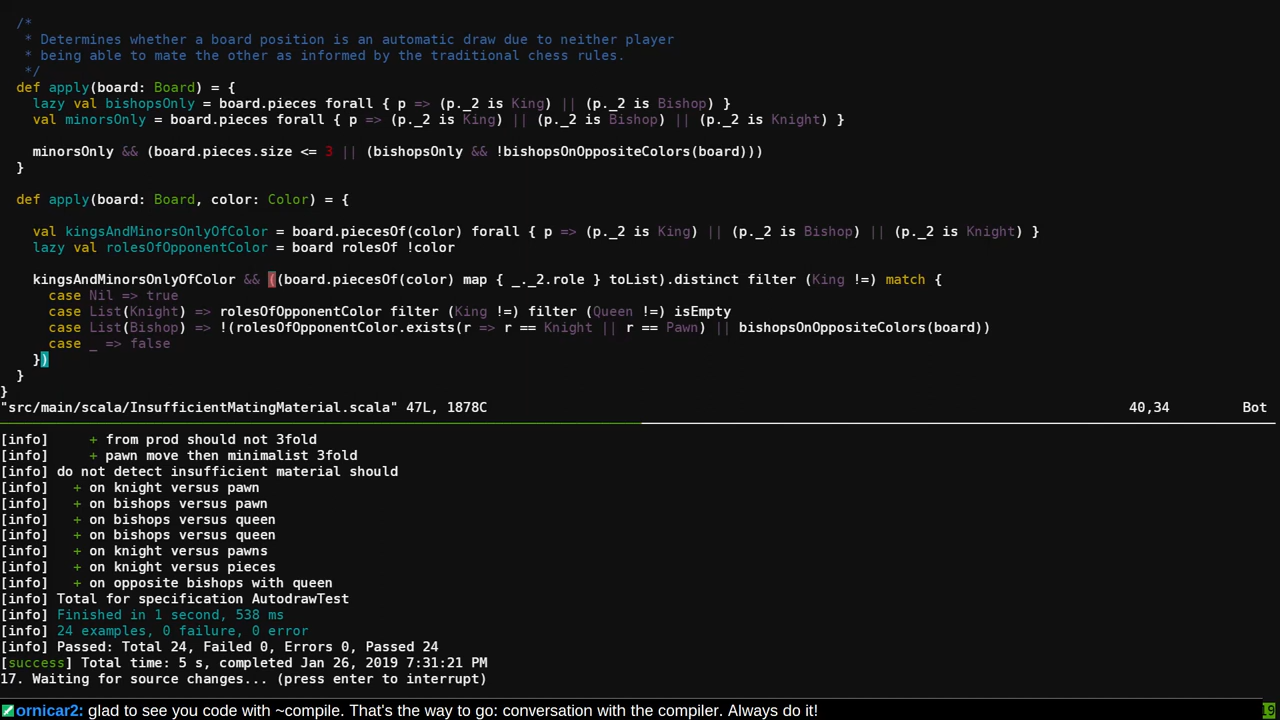 /*
* Determines whether a board position is an automatic draw due to neither player
* being able to mate the other as informed by the traditional chess rules.
*/
def apply(board: Board) = {
lazy val bishopsOnly = board.pieces forall { p => (p._2 is King) || (p._2 is Bishop) }
val minorsOnly = board.pieces forall { p => (p._2 is King) || (p._2 is Bishop) || (p._2 is Knight) }
minorsOnly && (board.pieces.size <= 3 || (bishopsOnly && !bishopsOnOppositeColors(board)))
}
def apply(board: Board, color: Color) = {
val kingsAndMinorsOnlyOfColor = board.piecesOf(color) forall { p => (p._2 is King) || (p._2 is Bishop) || (p._2 is Knight) }
lazy val rolesOfOpponentColor = board rolesOf !color
kingsAndMinorsOnlyOfColor && ((board.piecesOf(color) map { _._2.role } toList).distinct filter (King !=) match {
case Nil => true
case List(Knight) => rolesOfOpponentColor filter (King !=) filter (Queen !=) isEmpty
case List(Bishop) => !(rolesOfOpponentColor.exists(r => r == Knight || r == Pawn) || bishopsOnOppositeColors(board))
case _ => false
})
}
}
"src/main/scala/InsufficientMatingMaterial.scala" 47L, 1878C 40,34 Bot
[info] + from prod should not 3fold
[info] + pawn move then minimalist 3fold
[info] do not detect insufficient material should
[info] + on knight versus pawn
[info] + on bishops versus pawn
[info] + on bishops versus queen
[info] + on bishops versus queen
[info] + on knight versus pawns
[info] + on knight versus pieces
[info] + on opposite bishops with queen
[info] Total for specification AutodrawTest
[info] Finished in 1 second, 538 ms
[info] 24 examples, 0 failure, 0 error
[info] Passed: Total 24, Failed 0, Errors 0, Passed 24
[success] Total time: 5 s, completed Jan 26, 2019 7:31:21 PM
17. Waiting for source changes... (press enter to interrupt)
ornicar2: glad to see you code with ~compile. That's the way to go: conversation with the compiler. Always do it!